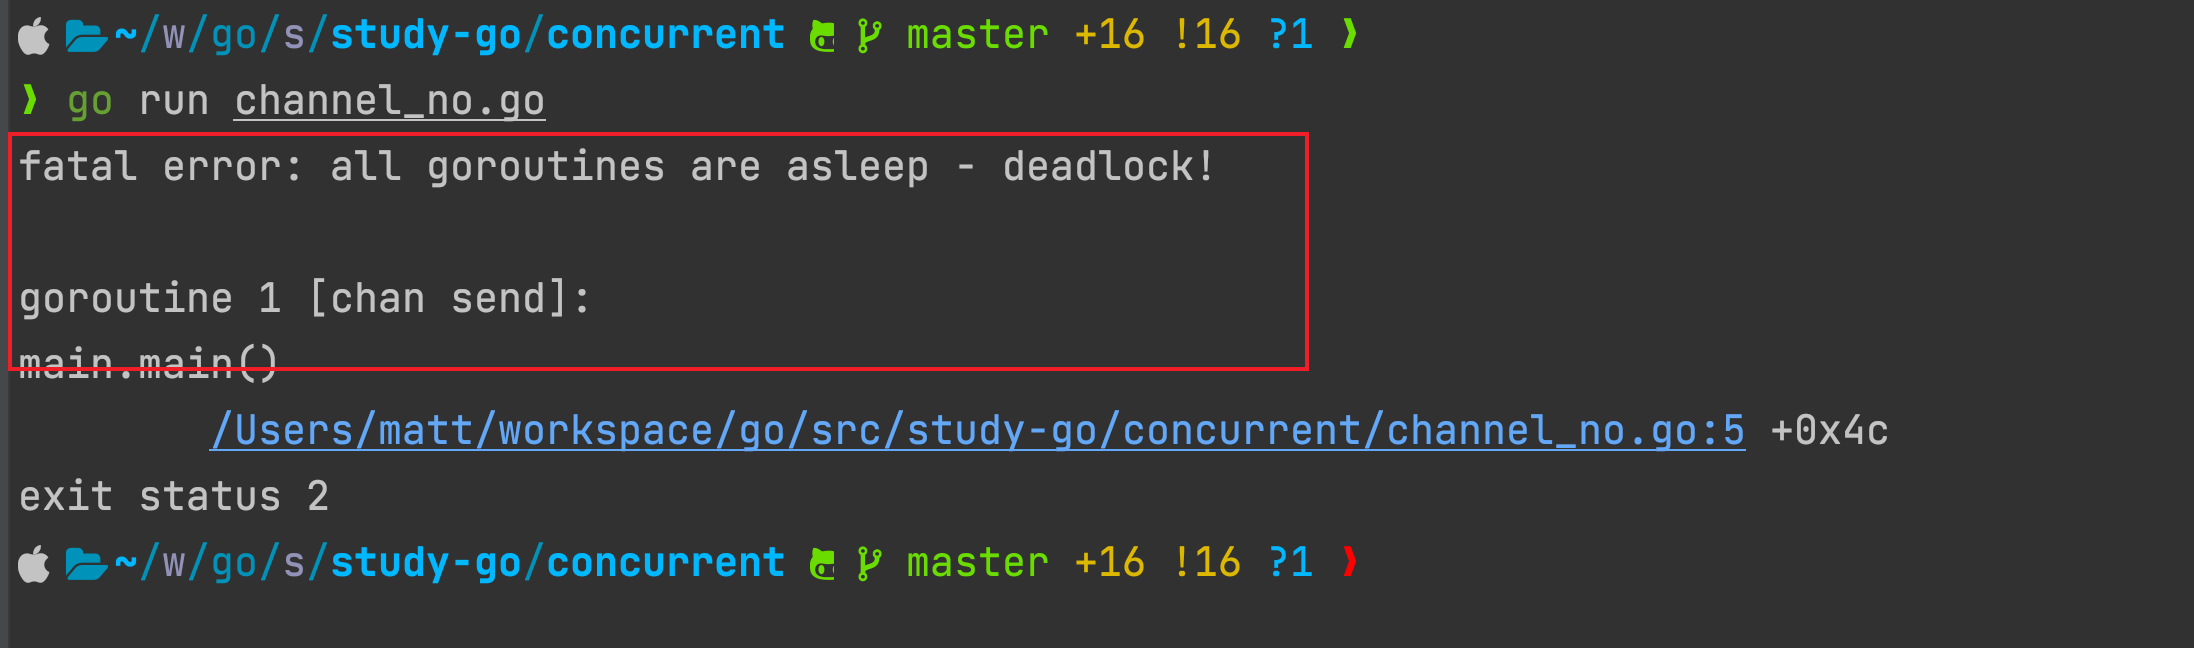 ~/w/go/s/study-go/concurrent master +16 !16 ?1 ❯
❯ go run channel_no.go
fatal error: all goroutines are asleep - deadlock!
goroutine 1 [chan send]:
main.main()
/Users/matt/workspace/go/src/study-go/concurrent/channel_no.go:5 +0x4c
exit status 2
~/w/go/s/study-go/concurrent master +16 !16 ?1 ❯